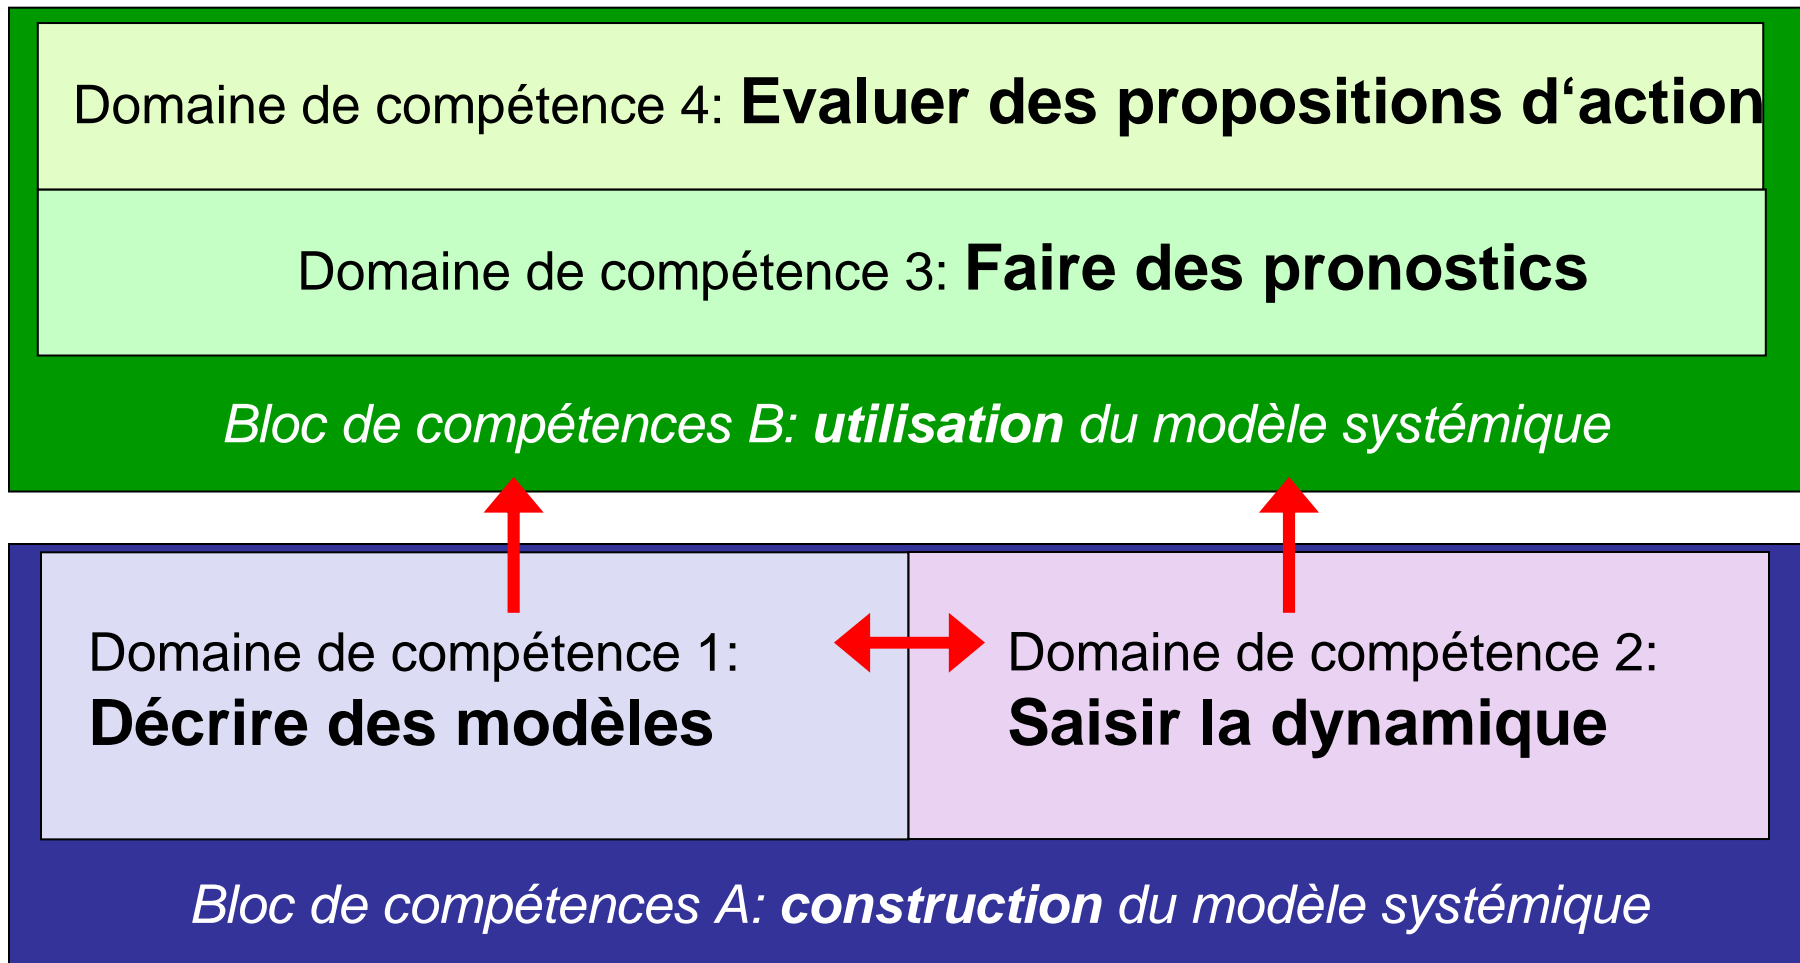 Domaine de compétence 4: Evaluer des propositions d‘action
Domaine de compétence 3: Faire des pronostics
Bloc de compétences B: utilisation du modèle systémique
Domaine de compétence 1:
Décrire des modèles
Domaine de compétence 2:
Saisir la dynamique
Bloc de compétences A: construction du modèle systémique